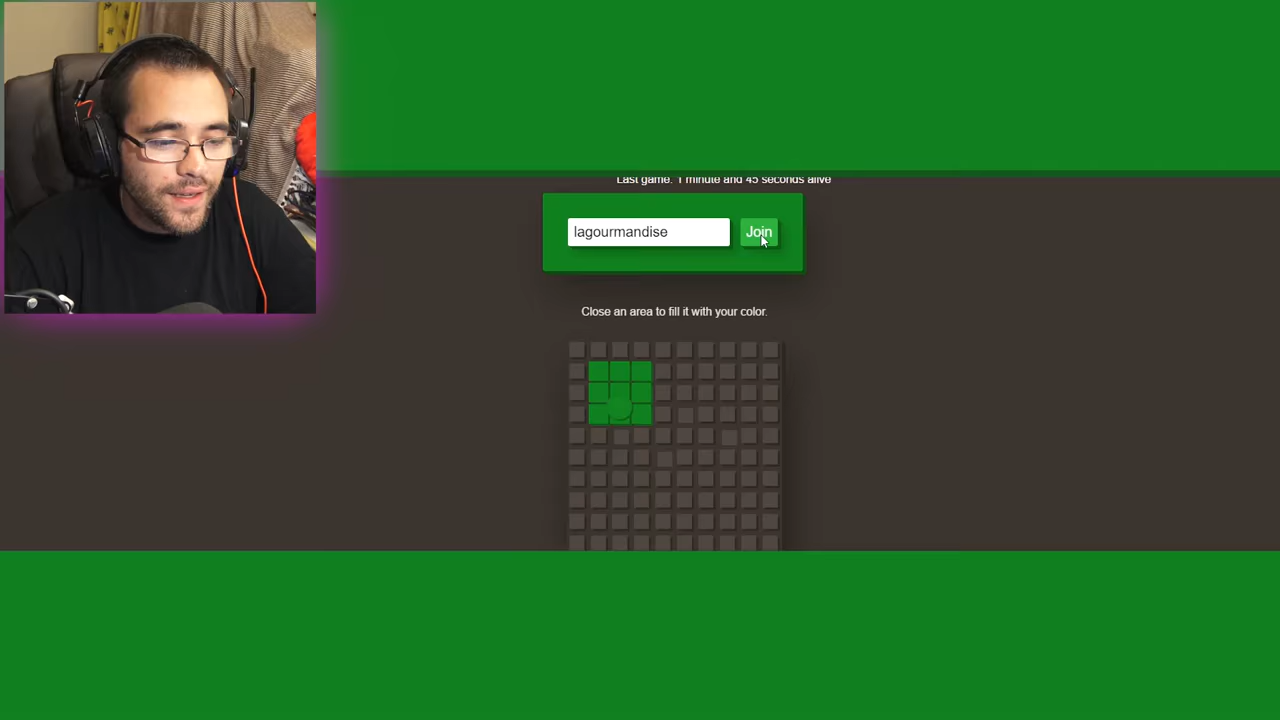 Last game: 1 minute and 45 seconds alive
lagourmandise
Join
Close an area to fill it with your color.